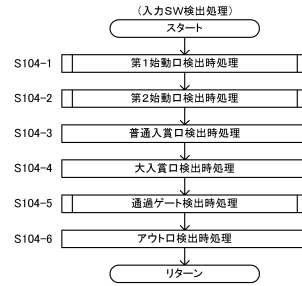 (入力SW検出処理)
スタート
S104-1 第1始動口検出時処理
S104-2 第2始動口検出時処理
S104-3 普通入賞口検出時処理
S104-4 大入賞口検出時処理
S104-5 通過ゲート検出時処理
S104-6 アウト口検出時処理
リターン